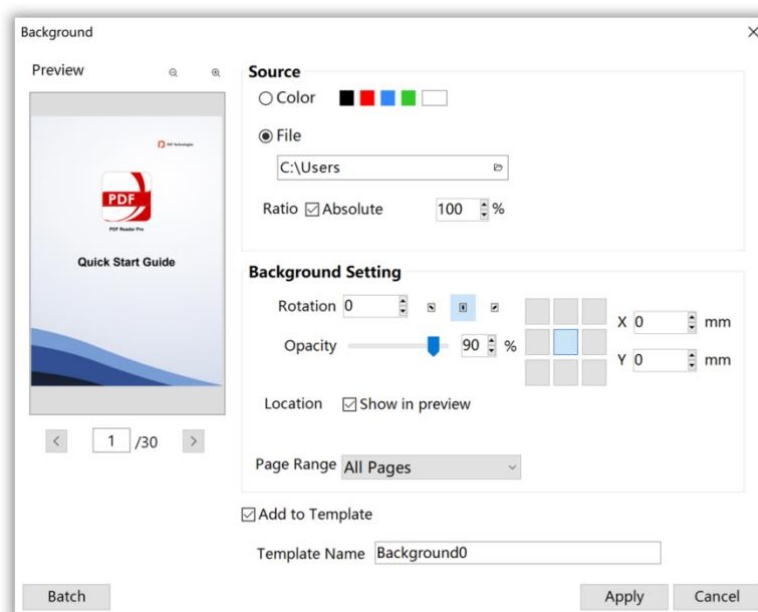 Background
Preview
PDF Technologies
PDF
PDF Reader Pro
Quick Start Guide
1 /30
Source
Color
File
C:\Users
Ratio Absolute 100 %
Background Setting
Rotation 0
Opacity 90 %
X 0 mm
Y 0 mm
Location Show in preview
Page Range All Pages
Add to Template
Template Name Background0
Batch Apply Cancel